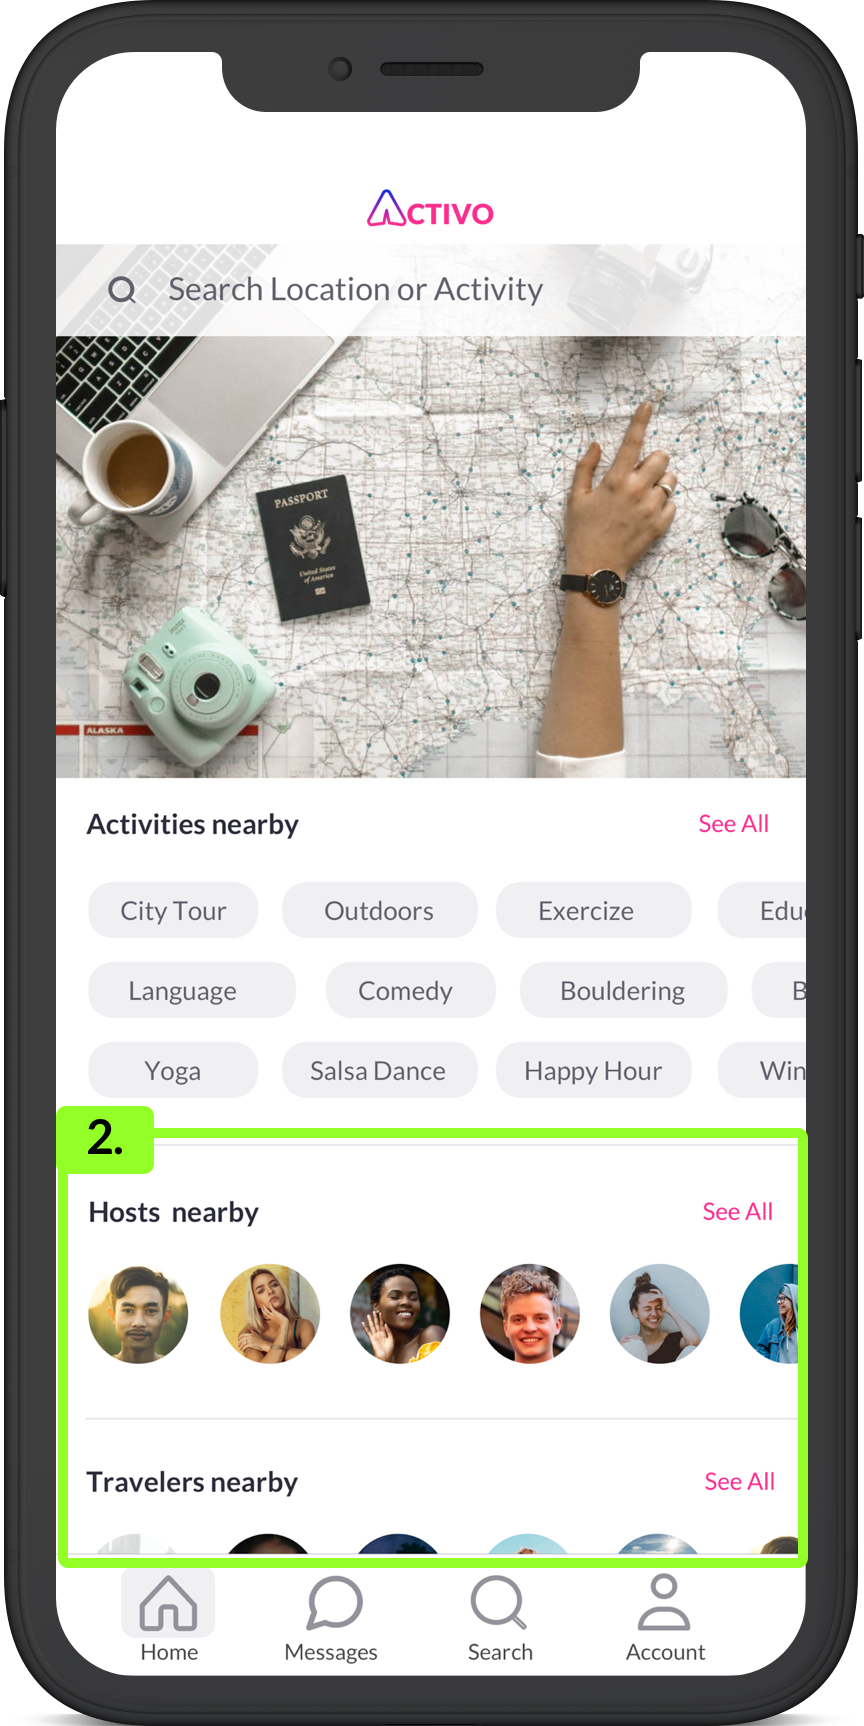 ACTIVO
Search Location or Activity
PASSPORT
United States
of America
ALASKA
Activities nearby
See All
City Tour
Outdoors
Exercize
Edu
Language
Comedy
Bouldering
B
Yoga
Salsa Dance
Happy Hour
Win
2.
Hosts nearby
See All
Travelers nearby
See All
Home
Messages
Search
Account